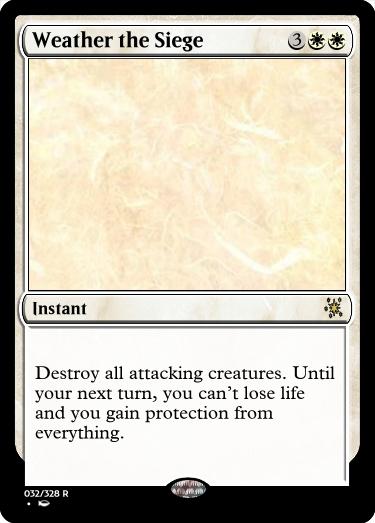 Weather the Siege 3
Instant
Destroy all attacking creatures. Until
your next turn, you can't lose life
and you gain protection from
everything.
032/328 R